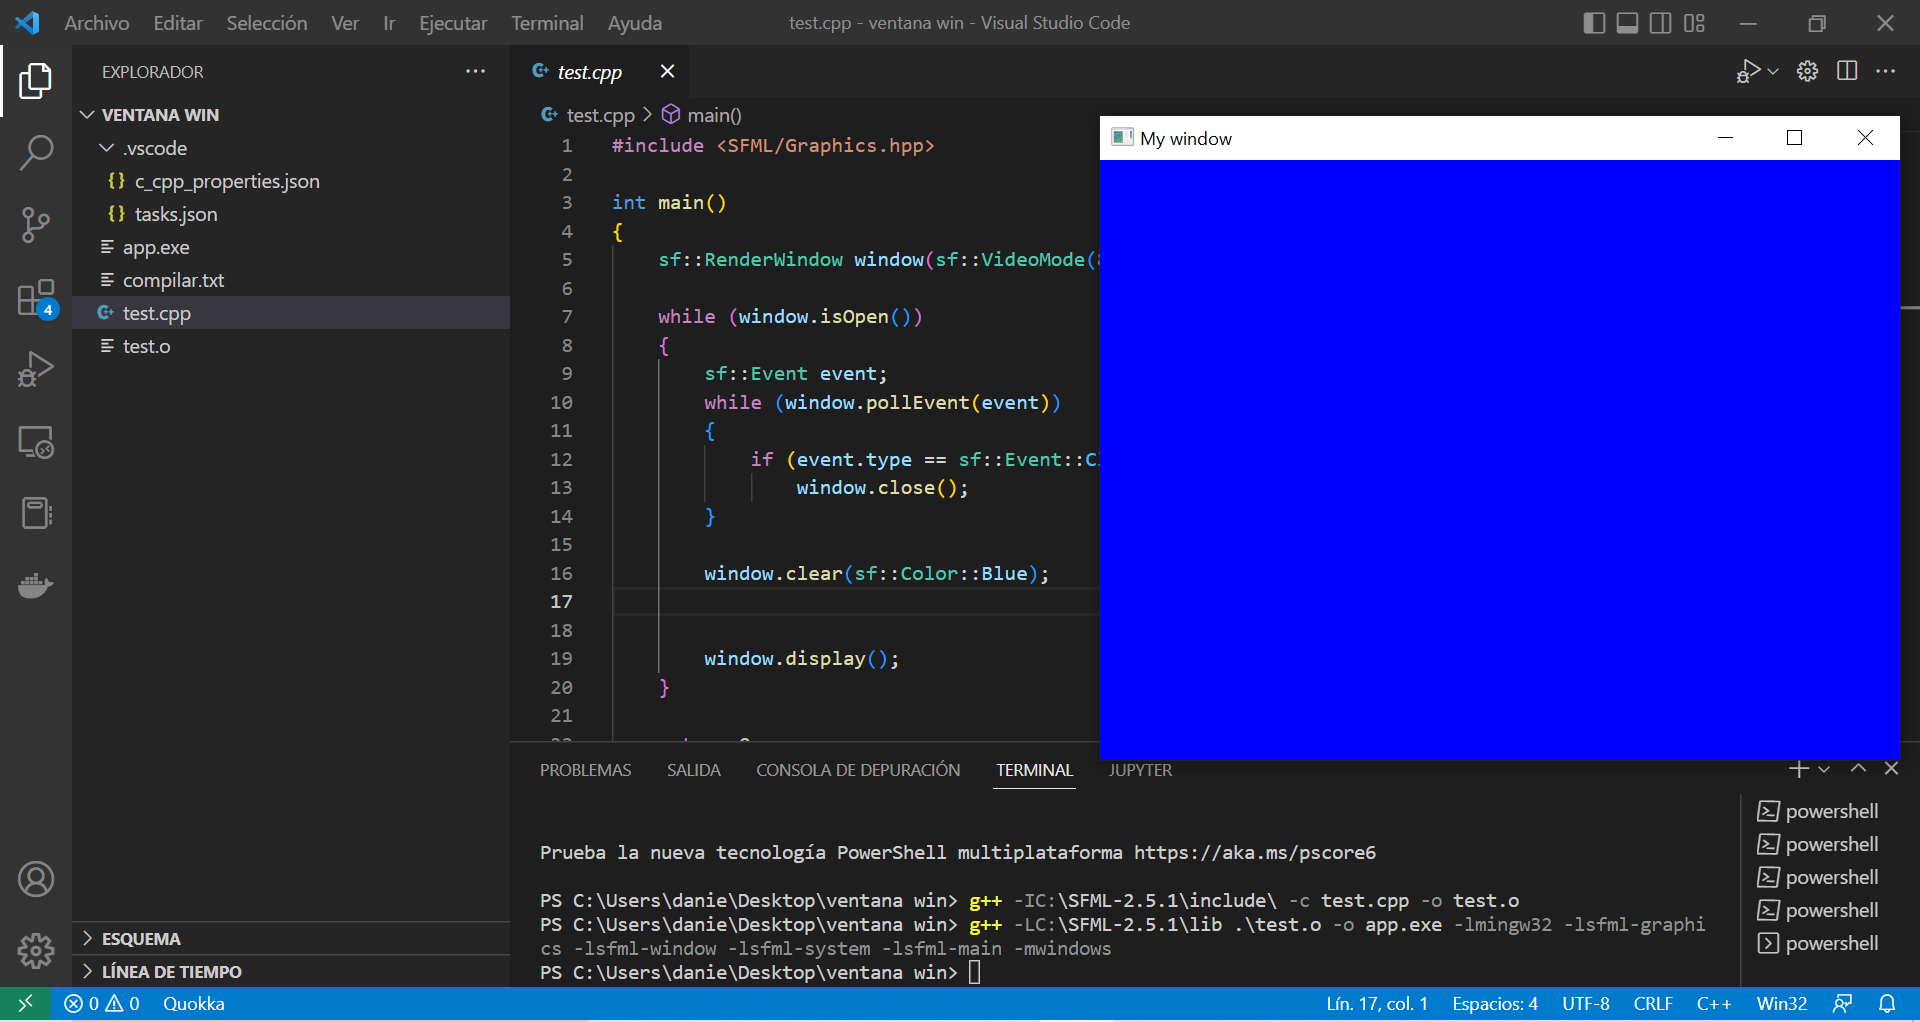 Archivo Editar Selección Ver Ir Ejecutar Terminal Ayuda
test.cpp - ventana win - Visual Studio Code
EXPLORADOR
VENTANA WIN
.vscode
{} c_cpp_properties.json
{} tasks.json
app.exe
compilar.txt
test.cpp
test.o
4
ESQUEMA
LÍNEA DE TIEMPO
test.cpp
test.cpp > main()
1 #include <SFML/Graphics.hpp>
2
3 int main()
4 {
5 sf::RenderWindow window(sf::VideoMode(
6
7 while (window.isOpen())
8 {
9 sf::Event event;
10 while (window.pollEvent(event))
11 {
12 if (event.type == sf::Event::
13 window.close();
14 }
15
16 window.clear(sf::Color::Blue);
17
18
19 window.display();
20 }
21
My window
PROBLEMAS SALIDA CONSOLA DE DEPURACIÓN TERMINAL JUPYTER
Prueba la nueva tecnología PowerShell multiplataforma https://aka.ms/pscore6
PS C:\Users\danie\Desktop\ventana win> g++ -IC:\SFML-2.5.1\include\ -c test.cpp -o test.o
PS C:\Users\danie\Desktop\ventana win> g++ -LC:\SFML-2.5.1\lib .\test.o -o app.exe -lmingw32 -lsfml-graphi
cs -lsfml-window -lsfml-system -lsfml-main -mwindows
PS C:\Users\danie\Desktop\ventana win>
powershell
powershell
powershell
powershell
powershell
0 0 Quokka
Lín. 17, col. 1 Espacios: 4 UTF-8 CRLF C++ Win32